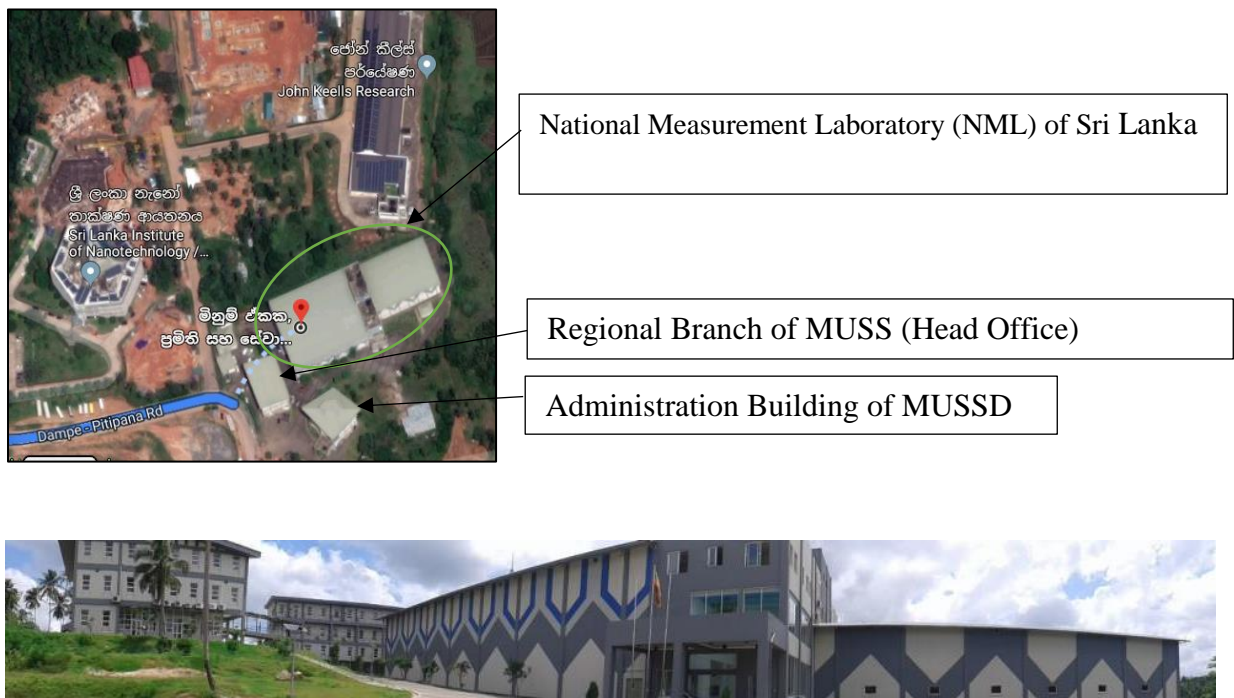 ජෝන් කීල්ස්
පර්යේෂණ
John Keells Research
ශ්‍රී ලංකා නැනෝ
තාක්ෂණ ආයතනය
Sri Lanka Institute
of Nanotechnology /...
මිනුම් ඒකක,
ප්‍රමිති සහ සේවා...
Dampe - Pitipana Rd
National Measurement Laboratory (NML) of Sri Lanka
Regional Branch of MUSS (Head Office)
Administration Building of MUSSD